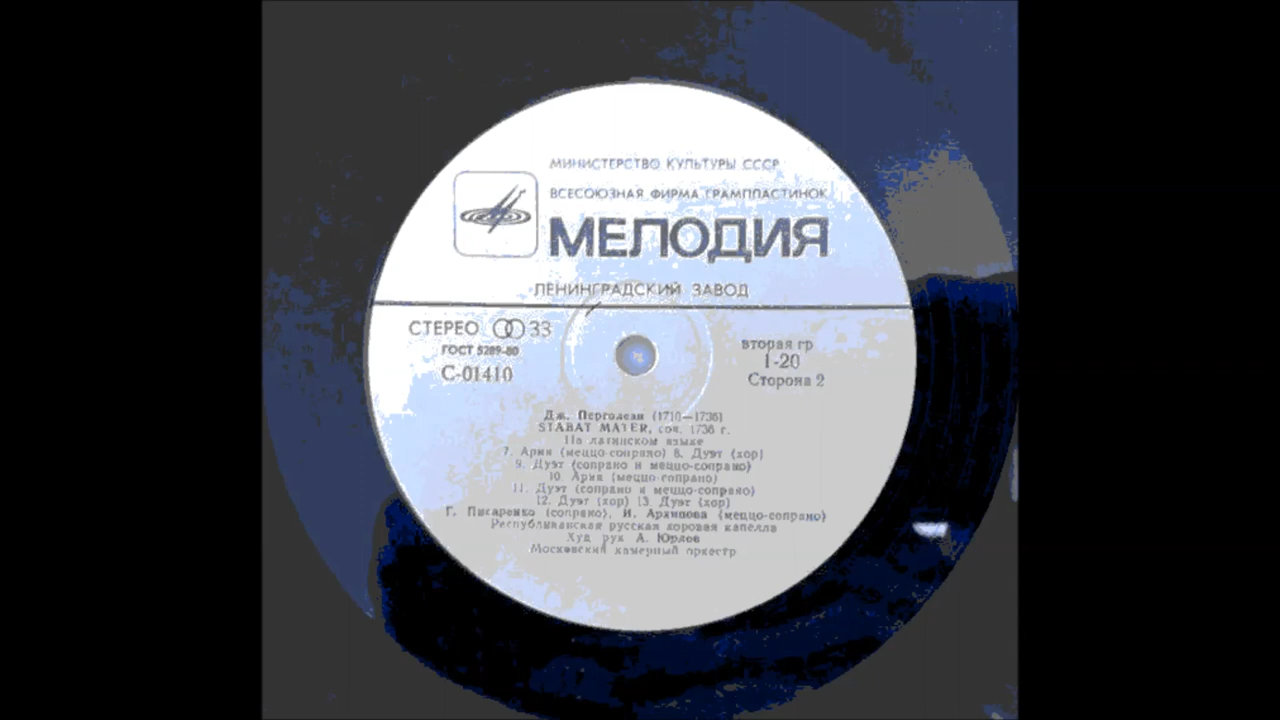 МИНИСТЕРСТВО КУЛЬТУРЫ СССР
ВСЕСОЮЗНАЯ ФИРМА ГРАМПЛАСТИНОК
МЕЛОДИЯ
ЛЕНИНГРАДСКИЙ ЗАВОД
СТЕРЕО 33
ГОСТ 5289-80
С-01410
вторая гр
1-20
Сторона 2
Дж. Перголези (1710—1736)
STABAT MATER, соч. 1736 г.
На латинском языке
7. Ария (меццо-сопрано) 8. Дуэт (хор)
9. Дуэт (сопрано и меццо-сопрано)
10. Ария (меццо-сопрано)
11. Дуэт (сопрано и меццо-сопрано)
12. Дуэт (хор) 13. Дуэт (хор)
Г. Писаренко (сопрано), И. Архипова (меццо-сопрано)
Республиканская русская хоровая капелла
Худ рук А. Юрлов
Московский камерный оркестр